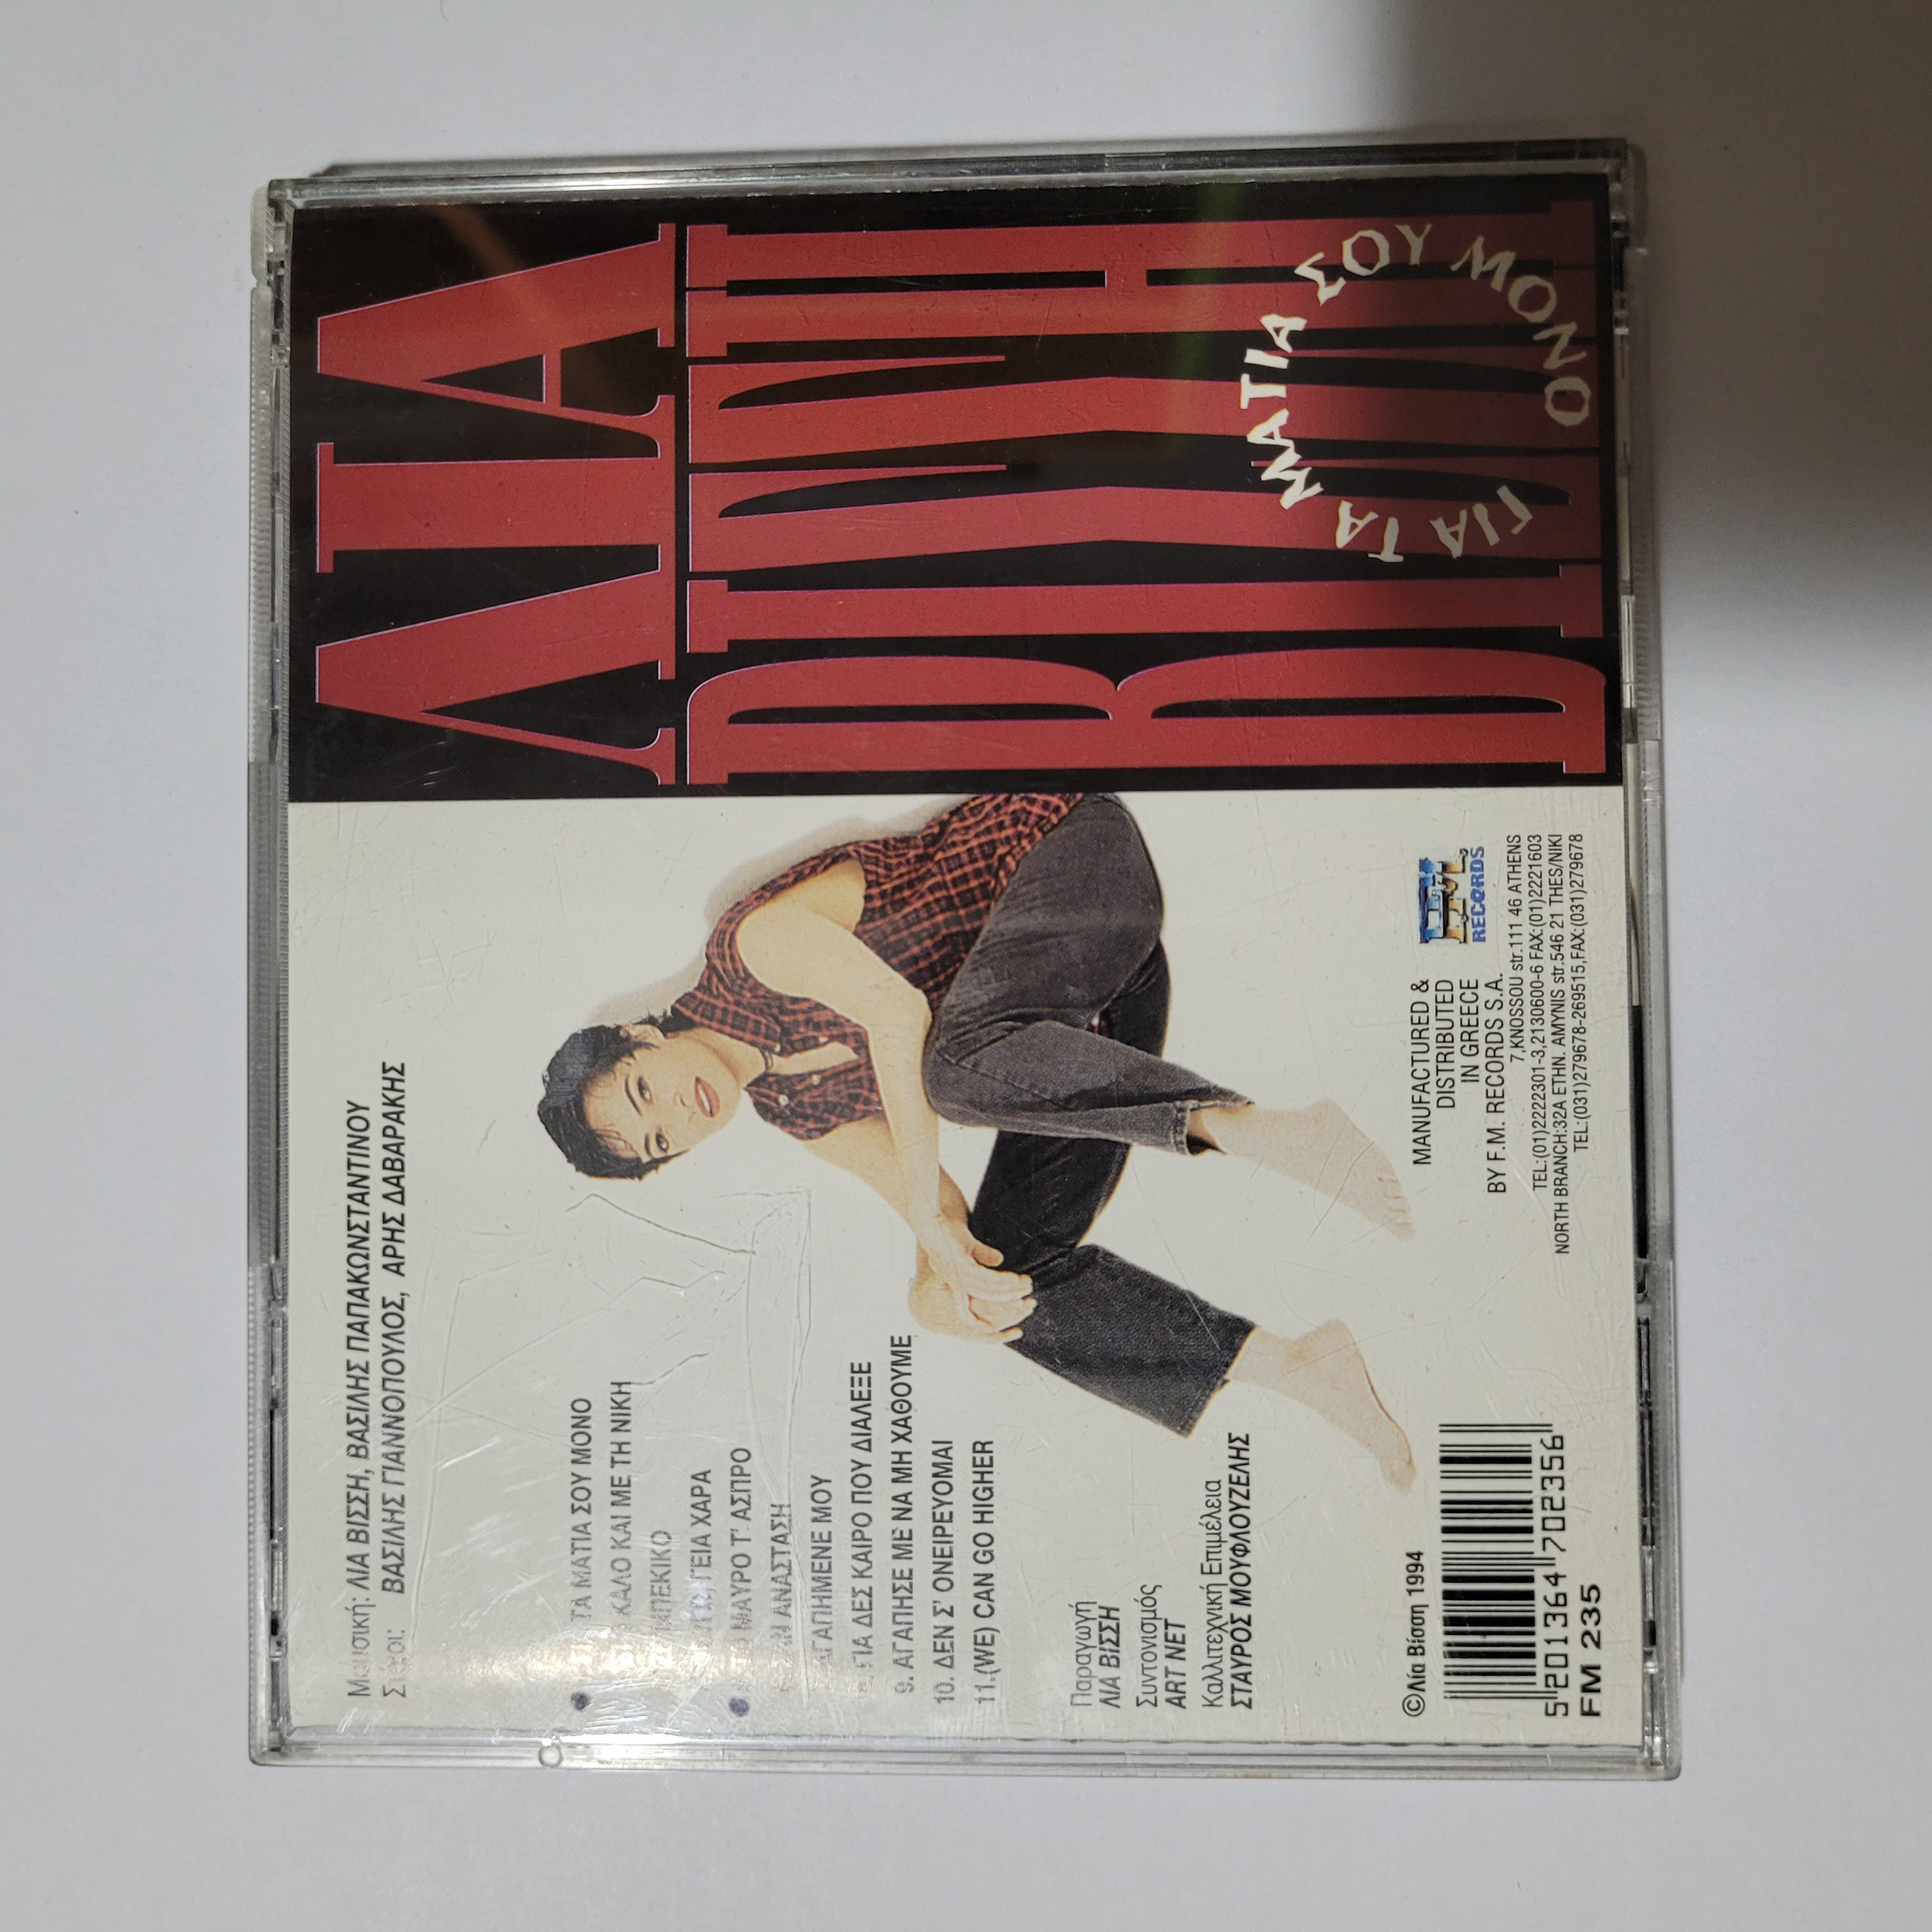 ΛΙΑ
ΒΙΣΣΗ
ΓΙΑ ΤΑ ΜΑΤΙΑ ΣΟΥ ΜΟΝΟ
Μουσική: ΛΙΑ ΒΙΣΣΗ, ΒΑΣΙΛΗΣ ΠΑΠΑΚΩΝΣΤΑΝΤΙΝΟΥ
ΒΑΣΙΛΗΣ ΓΙΑΝΝΟΠΟΥΛΟΣ, ΑΡΗΣ ΔΑΒΑΡΑΚΗΣ
ΤΑ ΜΑΤΙΑ ΣΟΥ ΜΟΝΟ
ΚΑΛΟ ΚΑΙ ΜΕ ΤΗ ΝΙΚΗ
ΜΠΕΚΙΚΟ
ΓΕΙΑ ΧΑΡΑ
ΜΑΥΡΟ Τ' ΑΣΠΡΟ
ΑΝΑΣΤΑΣΗ
ΑΓΑΠΗΜΕΝΕ ΜΟΥ
ΓΙΑ ΔΕΣ ΚΑΙΡΟ ΠΟΥ ΔΙΑΛΕΞΕ
9. ΑΓΑΠΗΣΕ ΜΕ ΝΑ ΜΗ ΧΑΘΟΥΜΕ
10. ΔΕΝ Σ' ΟΝΕΙΡΕΥΟΜΑΙ
11.(WE) CAN GO HIGHER
Παραγωγή
ΛΙΑ ΒΙΣΣΗ
Συντονισμός
ART NET
Καλλιτεχνική Επιμέλεια
ΣΤΑΥΡΟΣ ΜΟΥΦΛΟΥΖΕΛΗΣ
©Λία Βίσση 1994
5 201364 702356
FM 235
MANUFACTURED &
DISTRIBUTED
IN GREECE
BY F.M. RECORDS S.A.
FM
RECORDS
7,KNOSSOU str.111 46 ATHENS
TEL:(01)2222301-3,2130600-6 FAX:(01)2221603
NORTH BRANCH:32A ETHN. AMYNIS str.546 21 THES/NIKI
TEL:(031)279678-269515,FAX:(031)279678